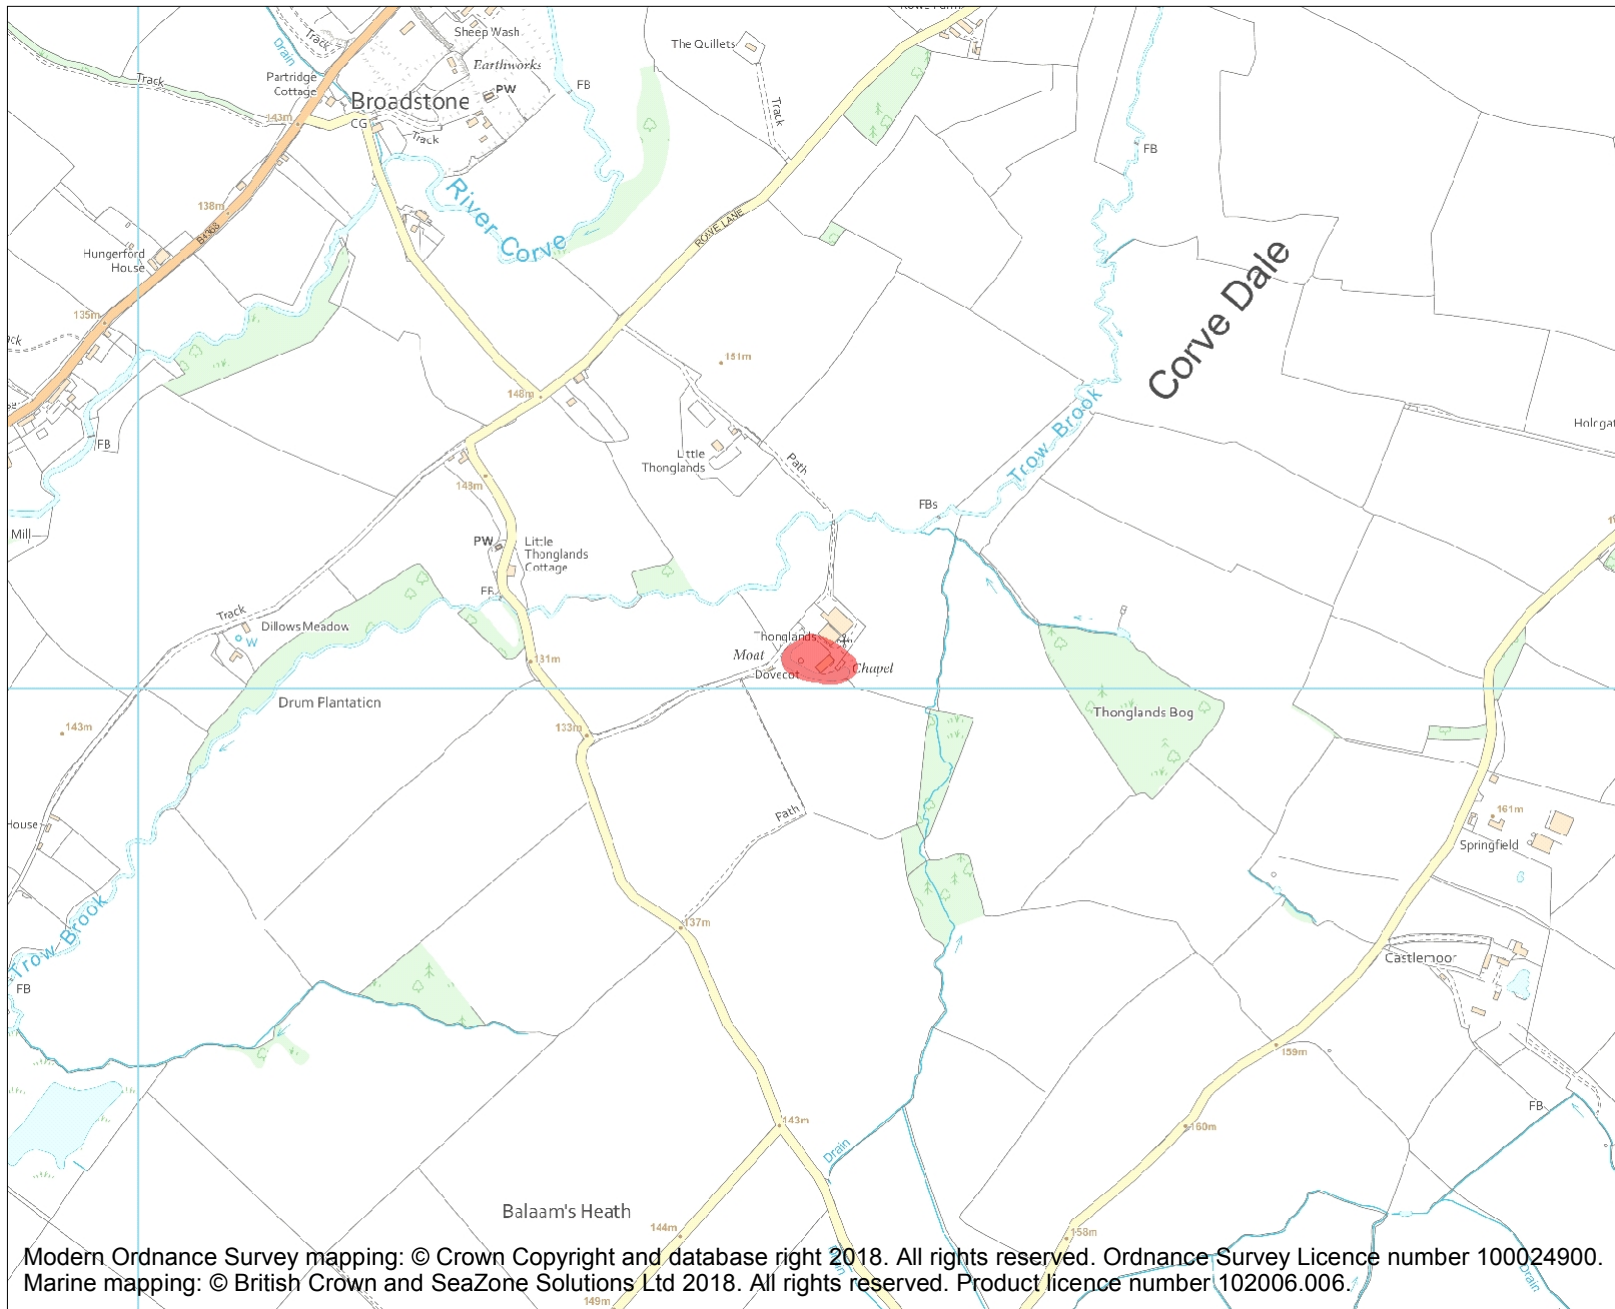 Sheep Wash
The Quillets
Drain
Track
Earthworks
Partridge
Cottage
PW
FB
Track
Broadstone
CG
143m
Track
Track
FB
River Corve
138m
B4368
ROWE LANE
Hungerford
House
Corve Dale
135m
151m
148m
Trow Brook
FB
Little
Thonglands
Path
143m
FBs
Mill
PW
Little
Thonglands
Cottage
FB
Track
Dillows Meadow
W
Thonglands
Moat
Chapel
Dovecot
131m
Drum Plantation
Thonglands Bog
143m
133m
House
Path
161m
Springfield
Trow Brook
137m
Castlemoor
FB
159m
FB
143m
160m
Drain
Balaam's Heath
144m
158m
Modern Ordnance Survey mapping: © Crown Copyright and database right 2018. All rights reserved. Ordnance Survey Licence number 100024900.
Marine mapping: © British Crown and SeaZone Solutions Ltd 2018. All rights reserved. Product licence number 102006.006.
Drain
149m